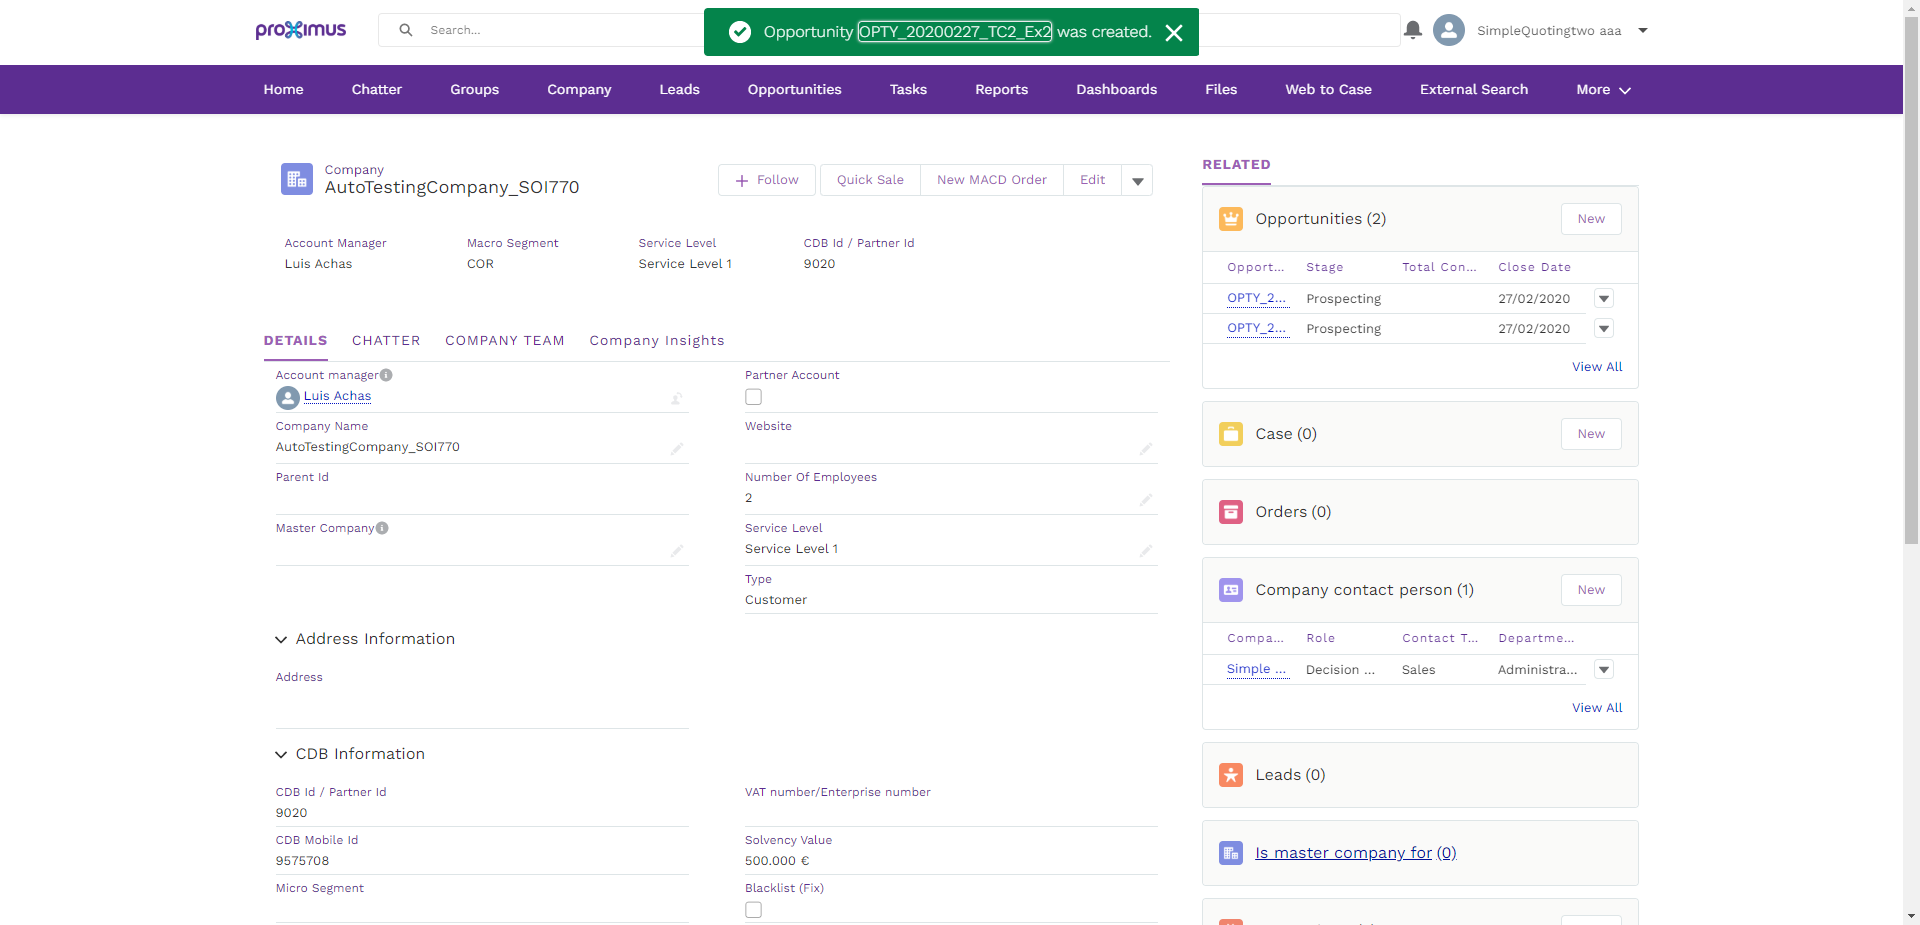 proximus
Search...
Opportunity OPTY_20200227_TC2_Ex2 was created.
SimpleQuotingtwo aaa
Home Chatter Groups Company Leads Opportunities Tasks Reports Dashboards Files Web to Case External Search More
Company
AutoTestingCompany_SOI770
Follow Quick Sale New MACD Order Edit
Account Manager Macro Segment Service Level CDB Id / Partner Id
Luis Achas COR Service Level 1 9020
DETAILS CHATTER COMPANY TEAM Company Insights
Account manager Partner Account
Luis Achas
Company Name Website
AutoTestingCompany_SOI770
Parent Id Number Of Employees
2
Master Company Service Level
Service Level 1
Type
Customer
Address Information
Address
CDB Information
CDB Id / Partner Id VAT number/Enterprise number
9020
CDB Mobile Id Solvency Value
9575708 500.000 €
Micro Segment Blacklist (Fix)
RELATED
Opportunities (2) New
Opport... Stage Total Con... Close Date
OPTY_2... Prospecting 27/02/2020
OPTY_2... Prospecting 27/02/2020
View All
Case (0) New
Orders (0)
Company contact person (1) New
Compa... Role Contact T... Departme...
Simple ... Decision ... Sales Administra...
View All
Leads (0)
Is master company for (0)